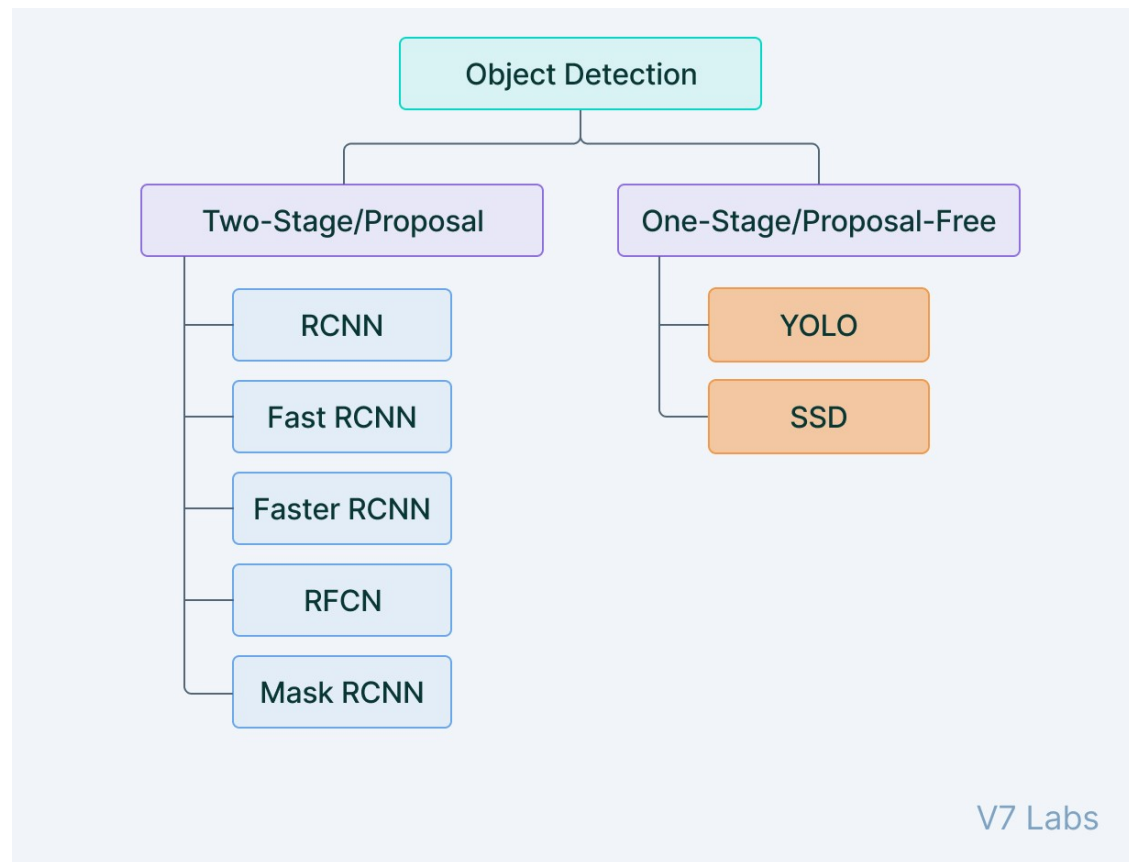 Object Detection
Two-Stage/Proposal
One-Stage/Proposal-Free
RCNN
Fast RCNN
Faster RCNN
RFCN
Mask RCNN
YOLO
SSD
V7 Labs